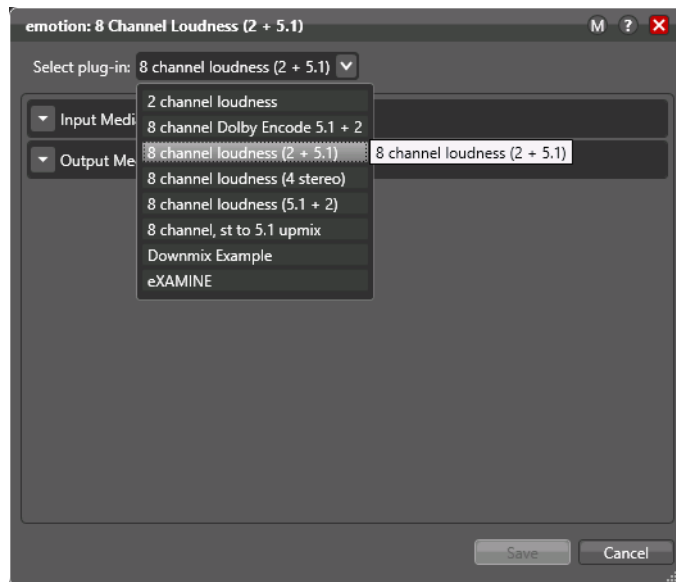 emotion: 8 Channel Loudness (2 + 5.1)
M ? X
Select plug-in: 8 channel loudness (2 + 5.1)
2 channel loudness
Input Medi
8 channel Dolby Encode 5.1 + 2
Output Me
8 channel loudness (2 + 5.1)
8 channel loudness (2 + 5.1)
8 channel loudness (4 stereo)
8 channel loudness (5.1 + 2)
8 channel, st to 5.1 upmix
Downmix Example
eXAMINE
Save Cancel